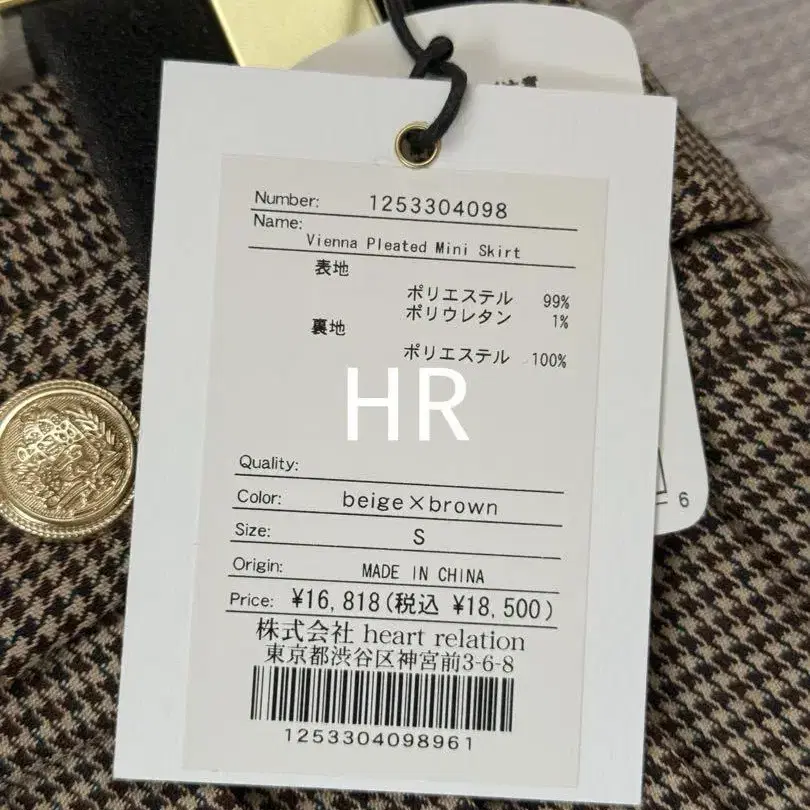 Number: 1253304098
Name:
Vienna Pleated Mini Skirt
表地
ポリエステル 99%
ポリウレタン 1%
裏地
ポリエステル 100%
HR
Quality:
Color: beige×brown
Size: S
Origin: MADE IN CHINA
Price: ¥16,818(税込 ¥18,500)
株式会社 heart relation
東京都渋谷区神宮前3-6-8
1253304098961
6